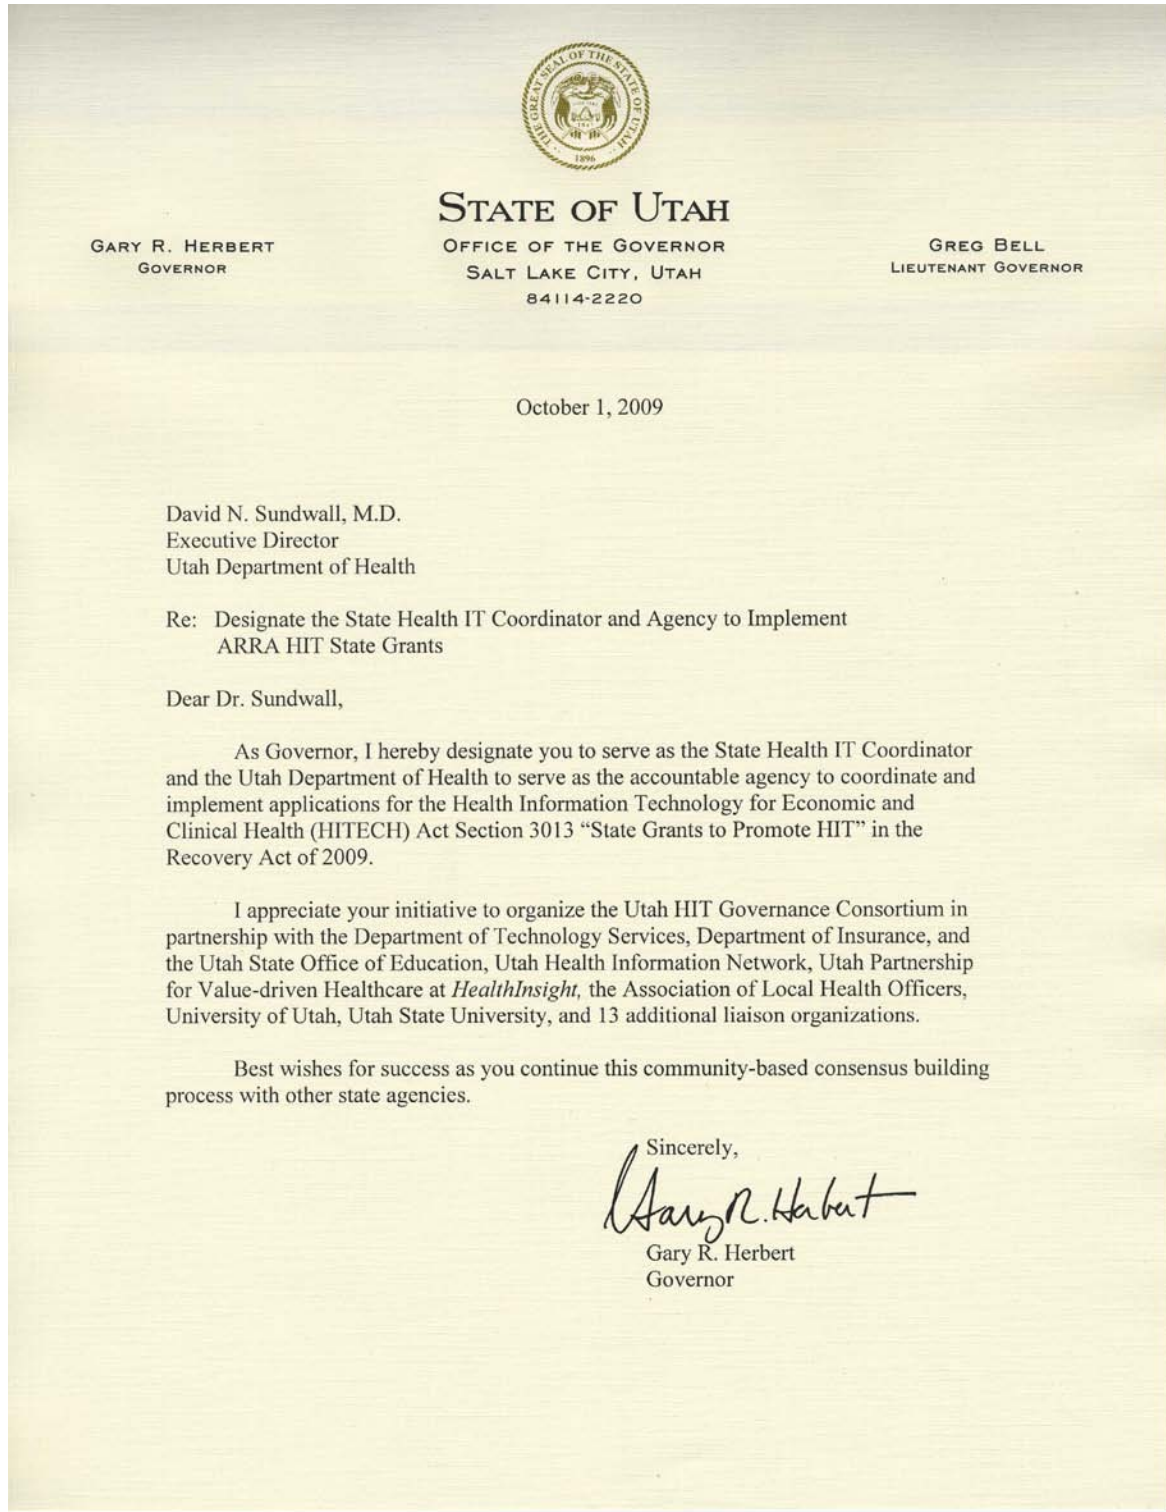 THE GREAT SEAL OF THE STATE OF UTAH
1896
STATE OF UTAH
GARY R. HERBERT
GOVERNOR
OFFICE OF THE GOVERNOR
SALT LAKE CITY, UTAH
84114-2220
GREG BELL
LIEUTENANT GOVERNOR
October 1, 2009
David N. Sundwall, M.D.
Executive Director
Utah Department of Health
Re: Designate the State Health IT Coordinator and Agency to Implement
ARRA HIT State Grants
Dear Dr. Sundwall,
As Governor, I hereby designate you to serve as the State Health IT Coordinator
and the Utah Department of Health to serve as the accountable agency to coordinate and
implement applications for the Health Information Technology for Economic and
Clinical Health (HITECH) Act Section 3013 “State Grants to Promote HIT” in the
Recovery Act of 2009.
I appreciate your initiative to organize the Utah HIT Governance Consortium in
partnership with the Department of Technology Services, Department of Insurance, and
the Utah State Office of Education, Utah Health Information Network, Utah Partnership
for Value-driven Healthcare at HealthInsight, the Association of Local Health Officers,
University of Utah, Utah State University, and 13 additional liaison organizations.
Best wishes for success as you continue this community-based consensus building
process with other state agencies.
Sincerely,
Gary R. Herbert
Gary R. Herbert
Governor